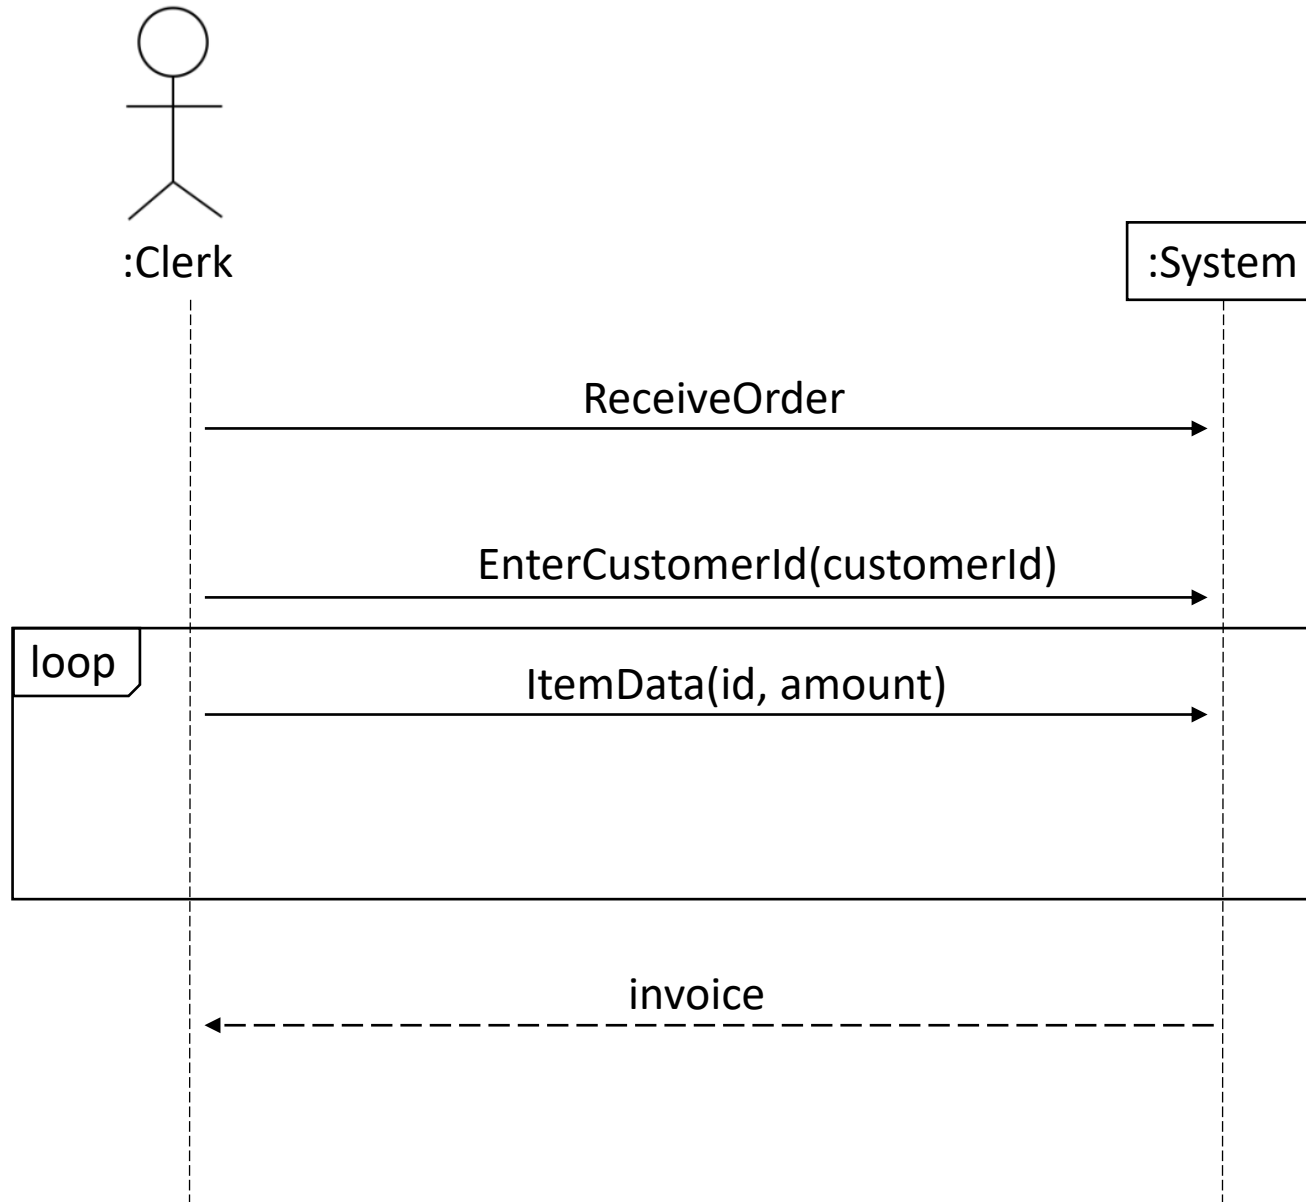 :Clerk
:System
ReceiveOrder
EnterCustomerId(customerId)
loop
ItemData(id, amount)
invoice